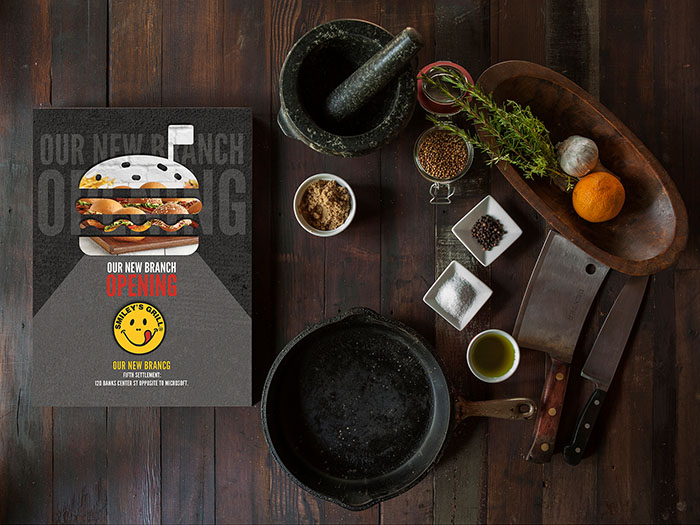 OUR NEW BRANCH
OPENING
OUR NEW BRANCH
OPENING
SMILEY'S GRILL®
OUR NEW BRANCG
FIFTH SETTLEMENT:
128 BANKS CENTER ST OPPOSITE TO MICROSOFT.